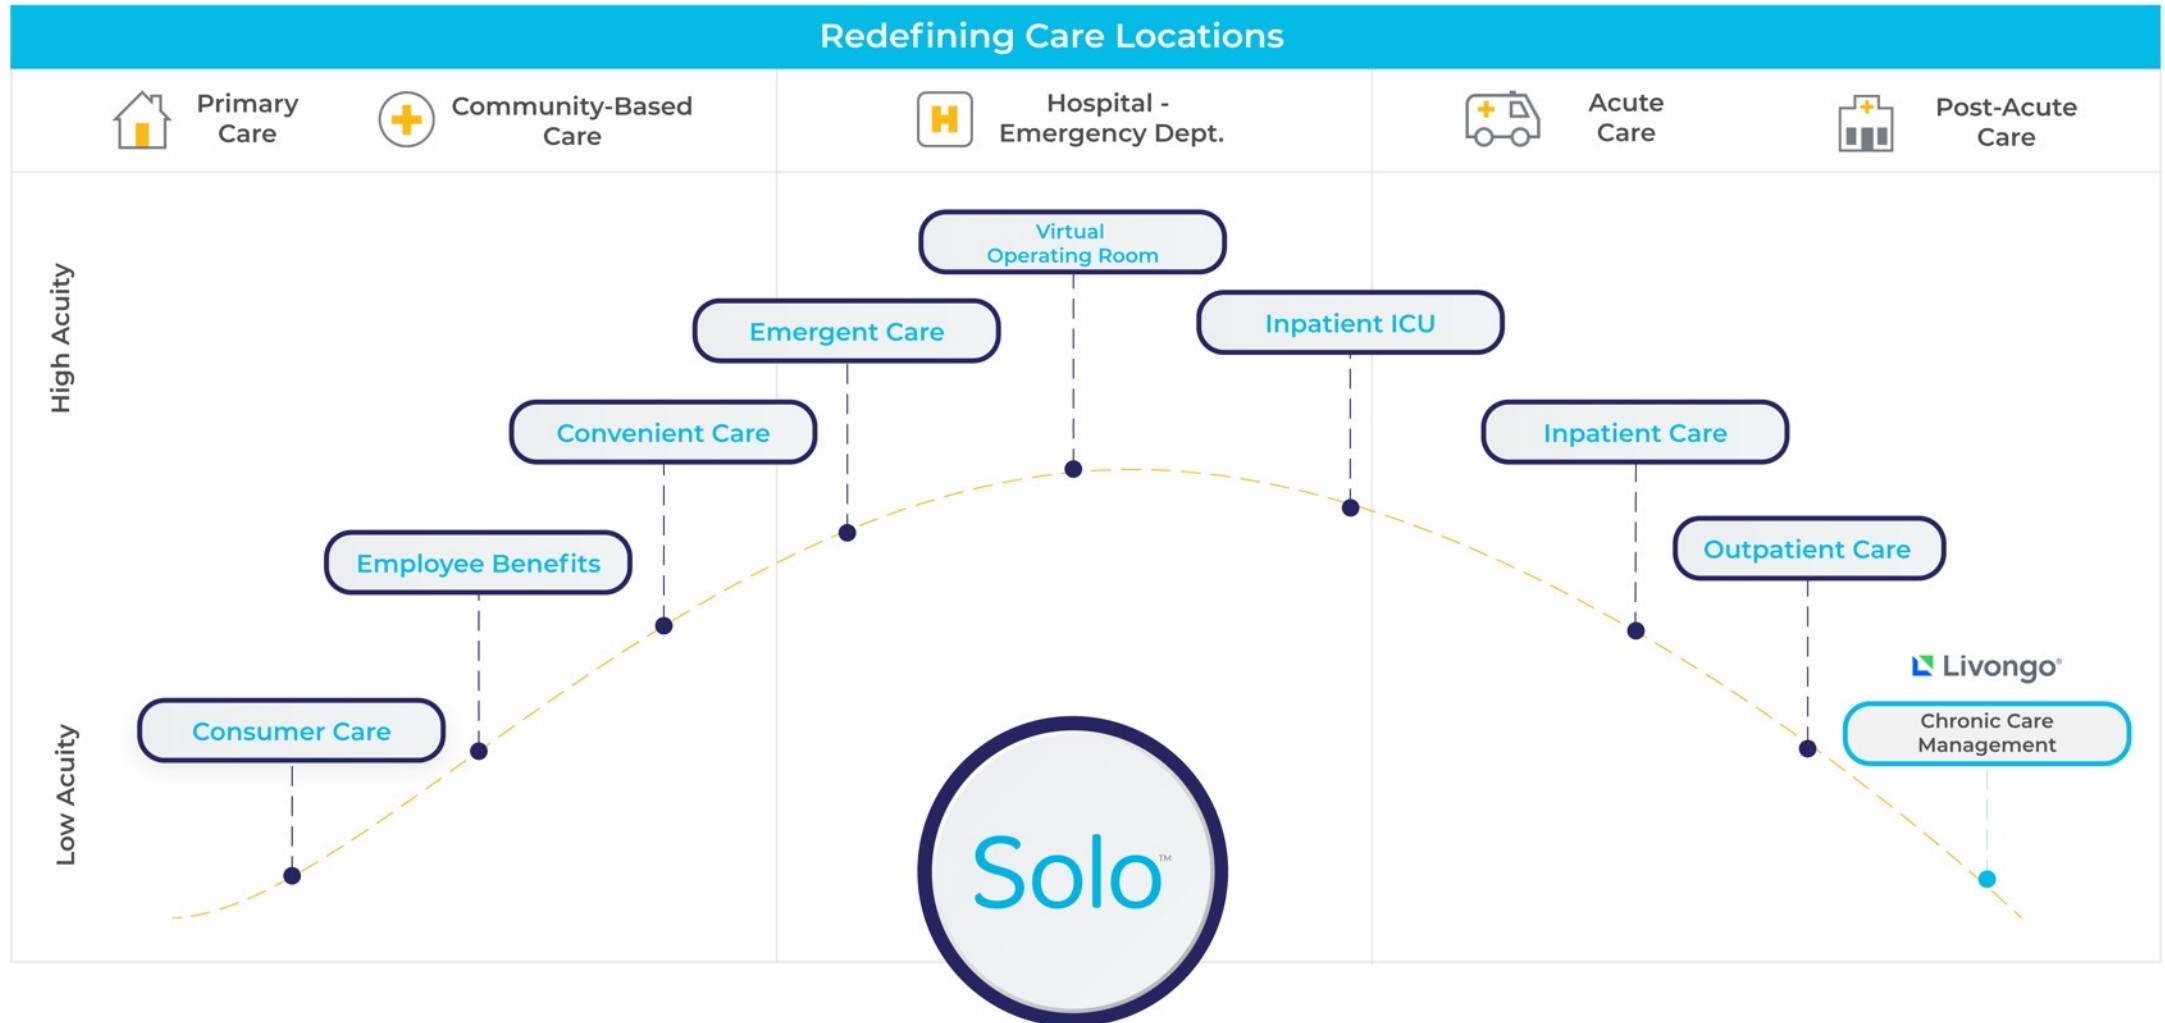 Redefining Care Locations
Primary
Care
Community-Based
Care
H
Hospital -
Emergency Dept.
Acute
Care
Post-Acute
Care
High Acuity
Low Acuity
Virtual
Operating Room
Emergent Care
Inpatient ICU
Convenient Care
Inpatient Care
Employee Benefits
Outpatient Care
Livongo®
Consumer Care
Chronic Care
Management
Solo™